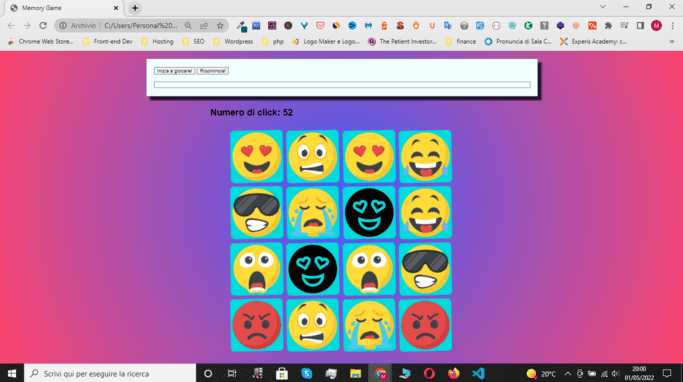 Memory Game
Archivio
C:/Users/Personal%20...
Chrome Web Store...
Front-end Dev
Hosting
SEO
Wordpress
php
Logo Maker e Logo...
The Patient Investor...
finance
Pronuncia di Sala C...
Experis Academy: c...
Inizia a giocare!
Ricomincia!
Numero di click: 52
Scrivi qui per eseguire la ricerca
20°C
20:00
01/05/2022